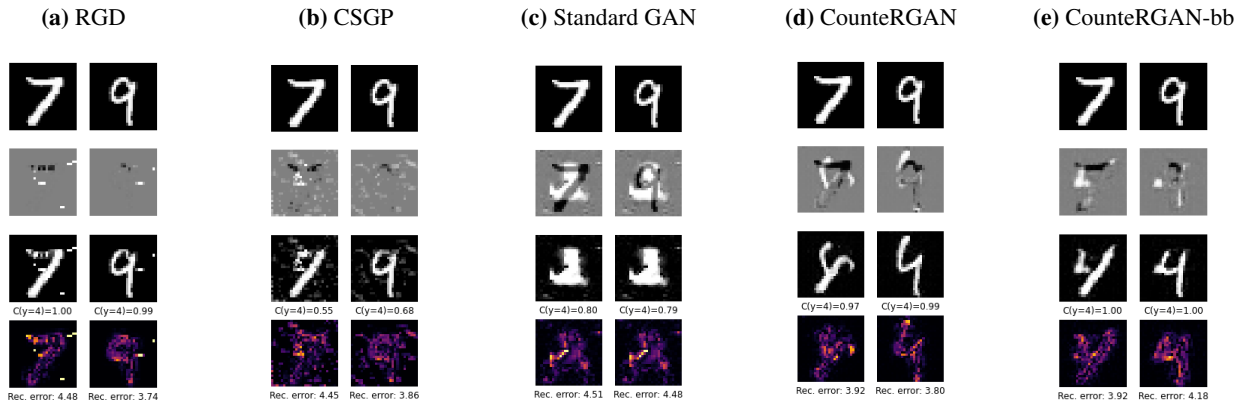 (a) RGD (b) CSGP (c) Standard GAN (d) CounteRGAN (e) CounteRGAN-bb
C(y=4)=1.00 C(y=4)=0.99 C(y=4)=0.55 C(y=4)=0.68 C(y=4)=0.80 C(y=4)=0.79 C(y=4)=0.97 C(y=4)=0.99 C(y=4)=1.00 C(y=4)=1.00
Rec. error: 4.48 Rec. error: 3.74 Rec. error: 4.45 Rec. error: 3.86 Rec. error: 4.51 Rec. error: 4.48 Rec. error: 3.92 Rec. error: 3.80 Rec. error: 3.92 Rec. error: 4.18